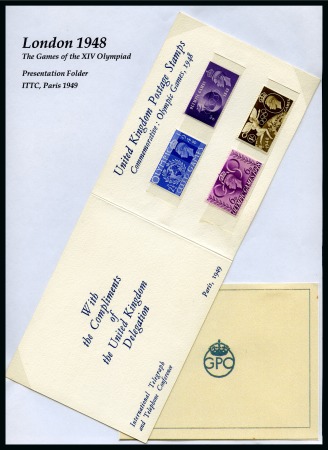 London 1948
The Games of the XIV Olympiad
Presentation Folder
ITTC, Paris 1949
United Kingdom Postage Stamps
Commemorative : Olympic Games, 1948
With
the Compliments
of
the United Kingdom
Delegation
Paris, 1949
International Telegraph
and Telephone Conference
GPO